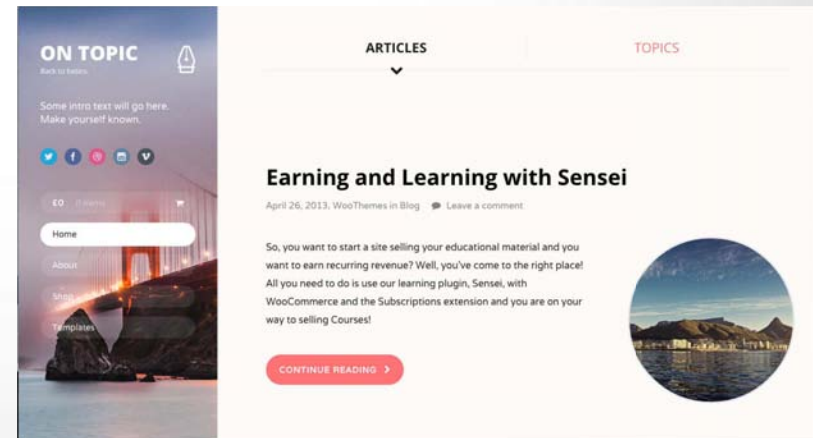 ON TOPIC
Back to basics.
Some intro text will go here.
Make yourself known.
£0 0 items
Home
About
Shop
Templates
ARTICLES
TOPICS
Earning and Learning with Sensei
April 26, 2013, WooThemes in Blog Leave a comment
So, you want to start a site selling your educational material and you
want to earn recurring revenue? Well, you've come to the right place!
All you need to do is use our learning plugin, Sensei, with
WooCommerce and the Subscriptions extension and you are on your
way to selling Courses!
CONTINUE READING